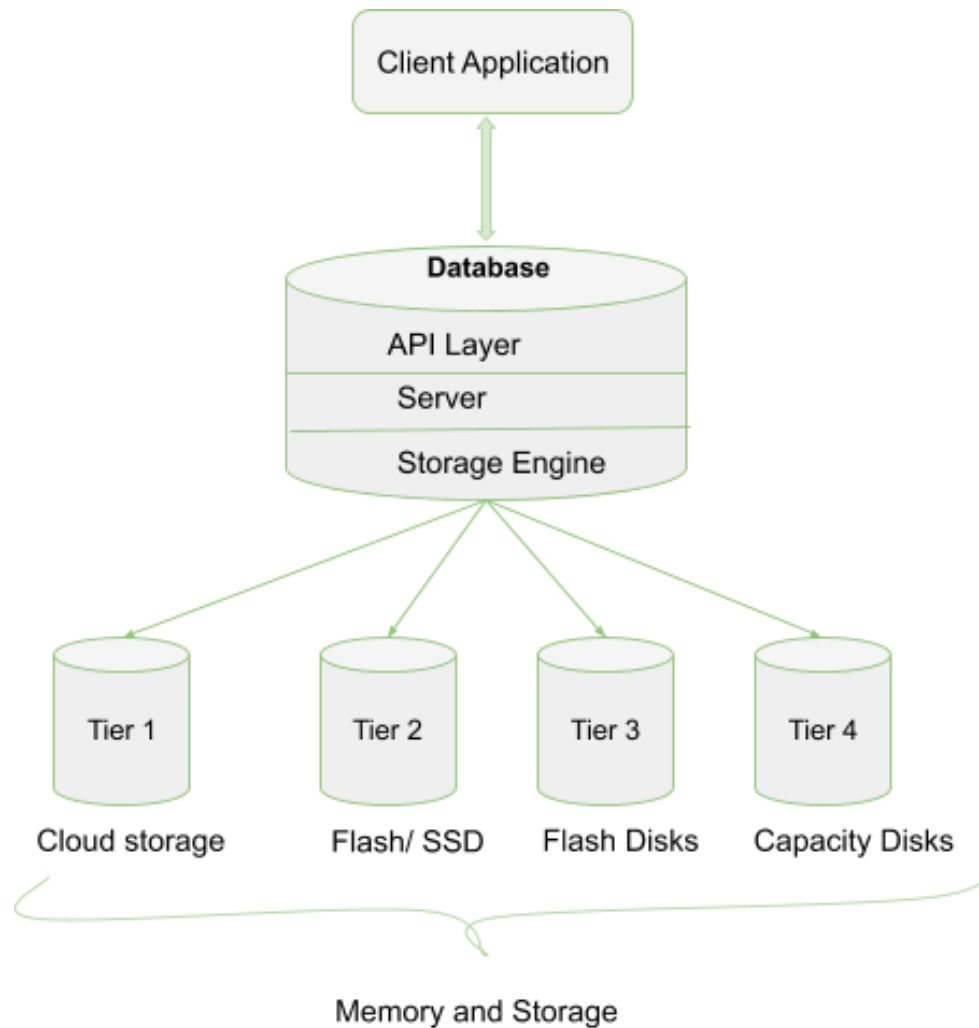 Client Application
Database
API Layer
Server
Storage Engine
Tier 1
Tier 2
Tier 3
Tier 4
Cloud storage
Flash/ SSD
Flash Disks
Capacity Disks
Memory and Storage